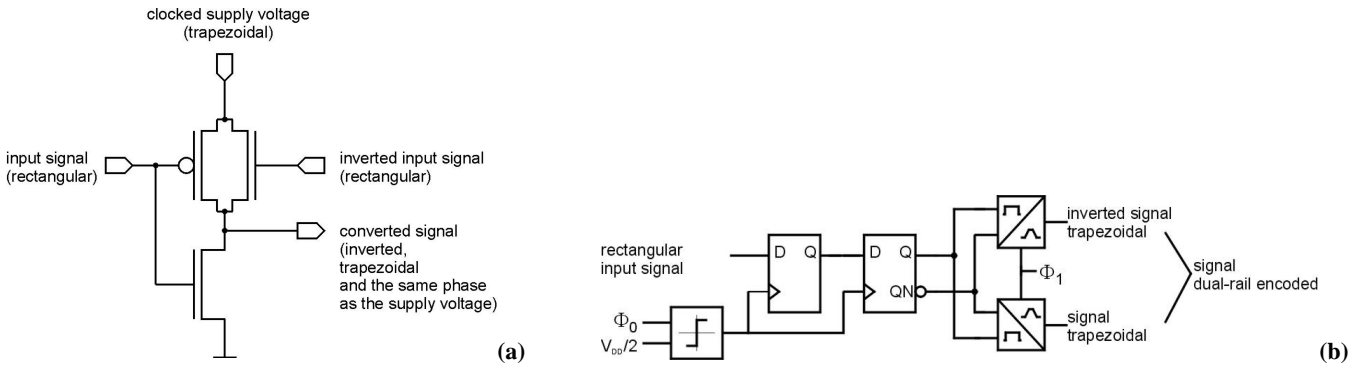 clocked supply voltage
(trapezoidal)
input signal
(rectangular)
inverted input signal
(rectangular)
converted signal
(inverted,
trapezoidal
and the same phase
as the supply voltage)
(a)
rectangular
input signal
Φ0
VDD/2
D Q
D Q
QN
inverted signal
trapezoidal
Φ1
signal
trapezoidal
signal
dual-rail encoded
(b)